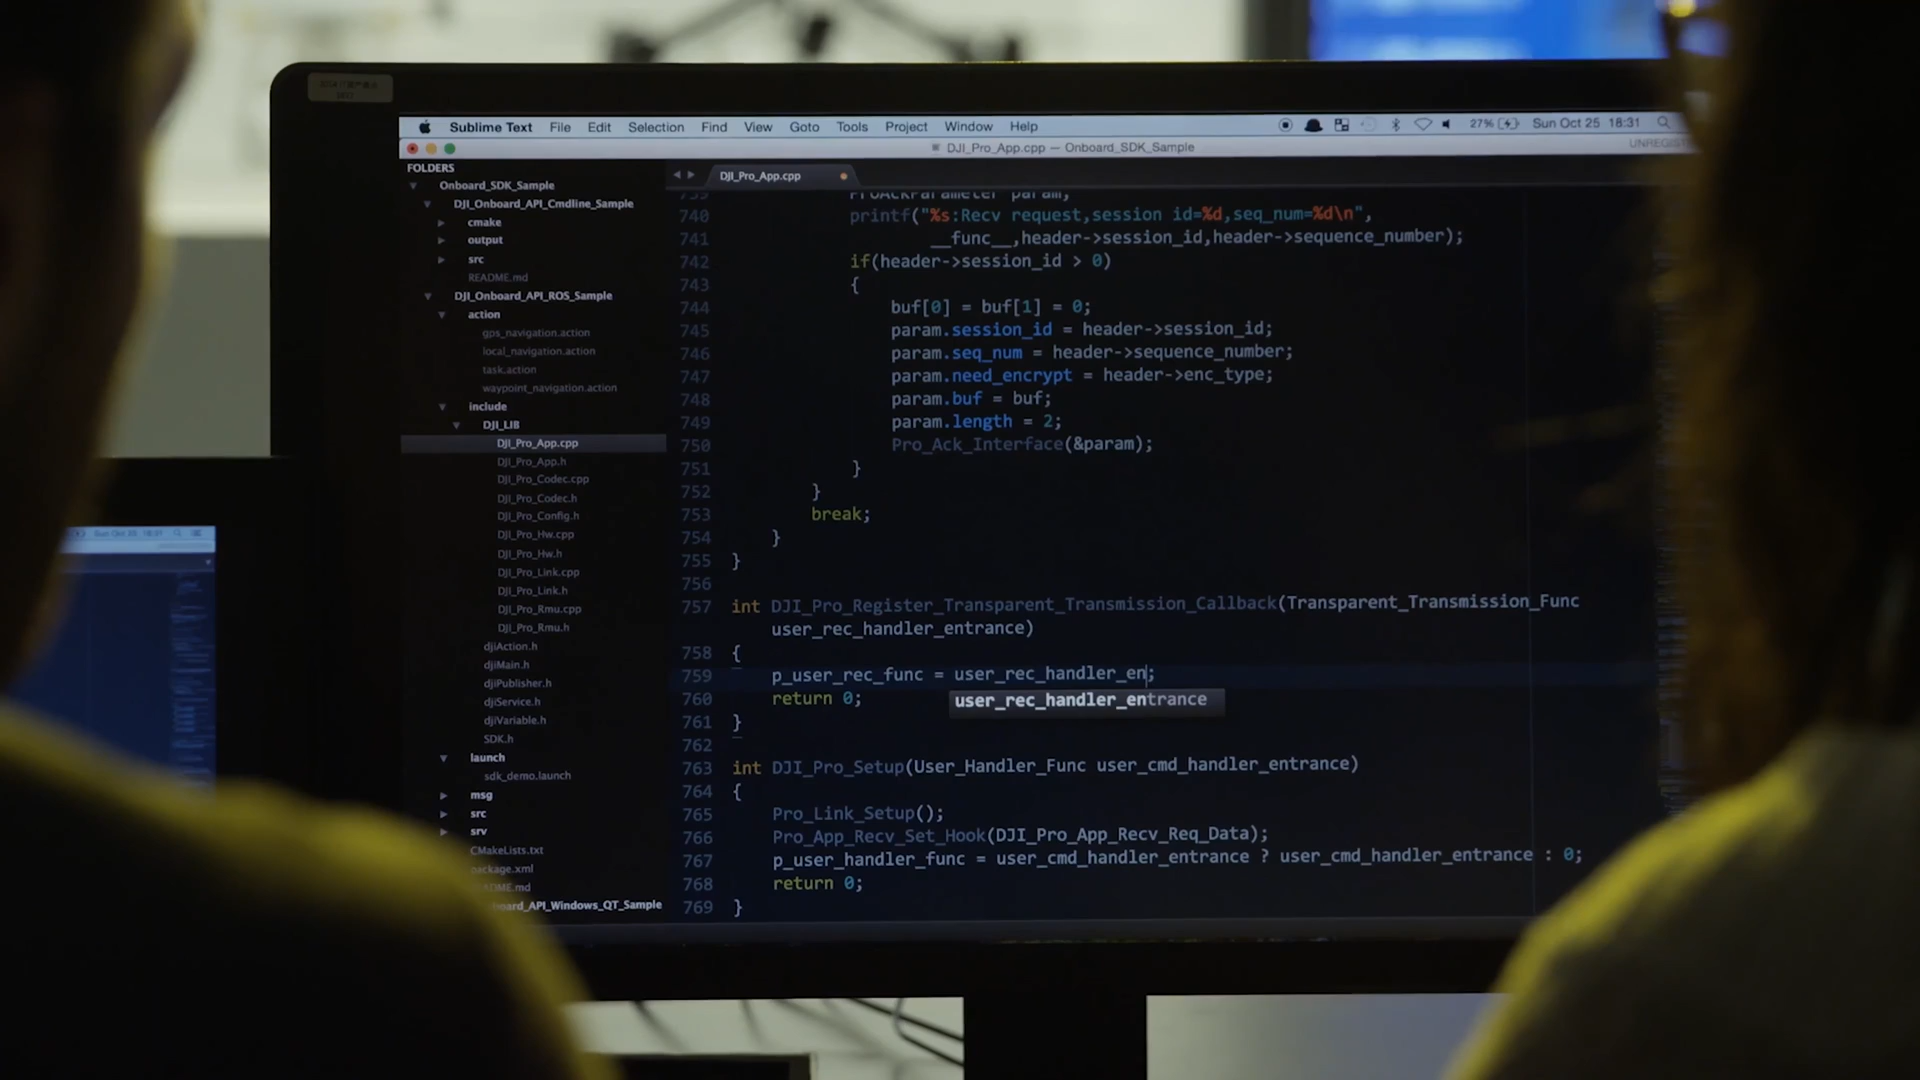 Sublime Text File Edit Selection Find View Goto Tools Project Window Help 27% Sun Oct 25 18:31
DJI_Pro_App.cpp — Onboard_SDK_Sample
FOLDERS
Onboard_SDK_Sample
DJI_Onboard_API_Cmdline_Sample
cmake
output
src
README.md
DJI_Onboard_API_ROS_Sample
action
gps_navigation.action
local_navigation.action
task.action
waypoint_navigation.action
include
DJI_LIB
DJI_Pro_App.cpp
DJI_Pro_App.h
DJI_Pro_Codec.cpp
DJI_Pro_Codec.h
DJI_Pro_Config.h
DJI_Pro_Hw.cpp
DJI_Pro_Hw.h
DJI_Pro_Link.cpp
DJI_Pro_Link.h
DJI_Pro_Rmu.cpp
DJI_Pro_Rmu.h
djiAction.h
djiMain.h
djiPublisher.h
djiService.h
djiVariable.h
SDK.h
launch
sdk_demo.launch
msg
src
srv
CMakeLists.txt
package.xml
DJI_Pro_App.cpp
739 ProAckParameter param;
740 printf("%s:Recv request,session id=%d,seq_num=%d\n",
741 __func__,header->session_id,header->sequence_number);
742 if(header->session_id > 0)
743 {
744 buf[0] = buf[1] = 0;
745 param.session_id = header->session_id;
746 param.seq_num = header->sequence_number;
747 param.need_encrypt = header->enc_type;
748 param.buf = buf;
749 param.length = 2;
750 Pro_Ack_Interface(&param);
751 }
752 }
753 break;
754 }
755 }
756
757 int DJI_Pro_Register_Transparent_Transmission_Callback(Transparent_Transmission_Func
user_rec_handler_entrance)
758 {
759 p_user_rec_func = user_rec_handler_en;
760 return 0;
user_rec_handler_entrance
761 }
762
763 int DJI_Pro_Setup(User_Handler_Func user_cmd_handler_entrance)
764 {
765 Pro_Link_Setup();
766 Pro_App_Recv_Set_Hook(DJI_Pro_App_Recv_Req_Data);
767 p_user_handler_func = user_cmd_handler_entrance ? user_cmd_handler_entrance : 0;
768 return 0;
769 }